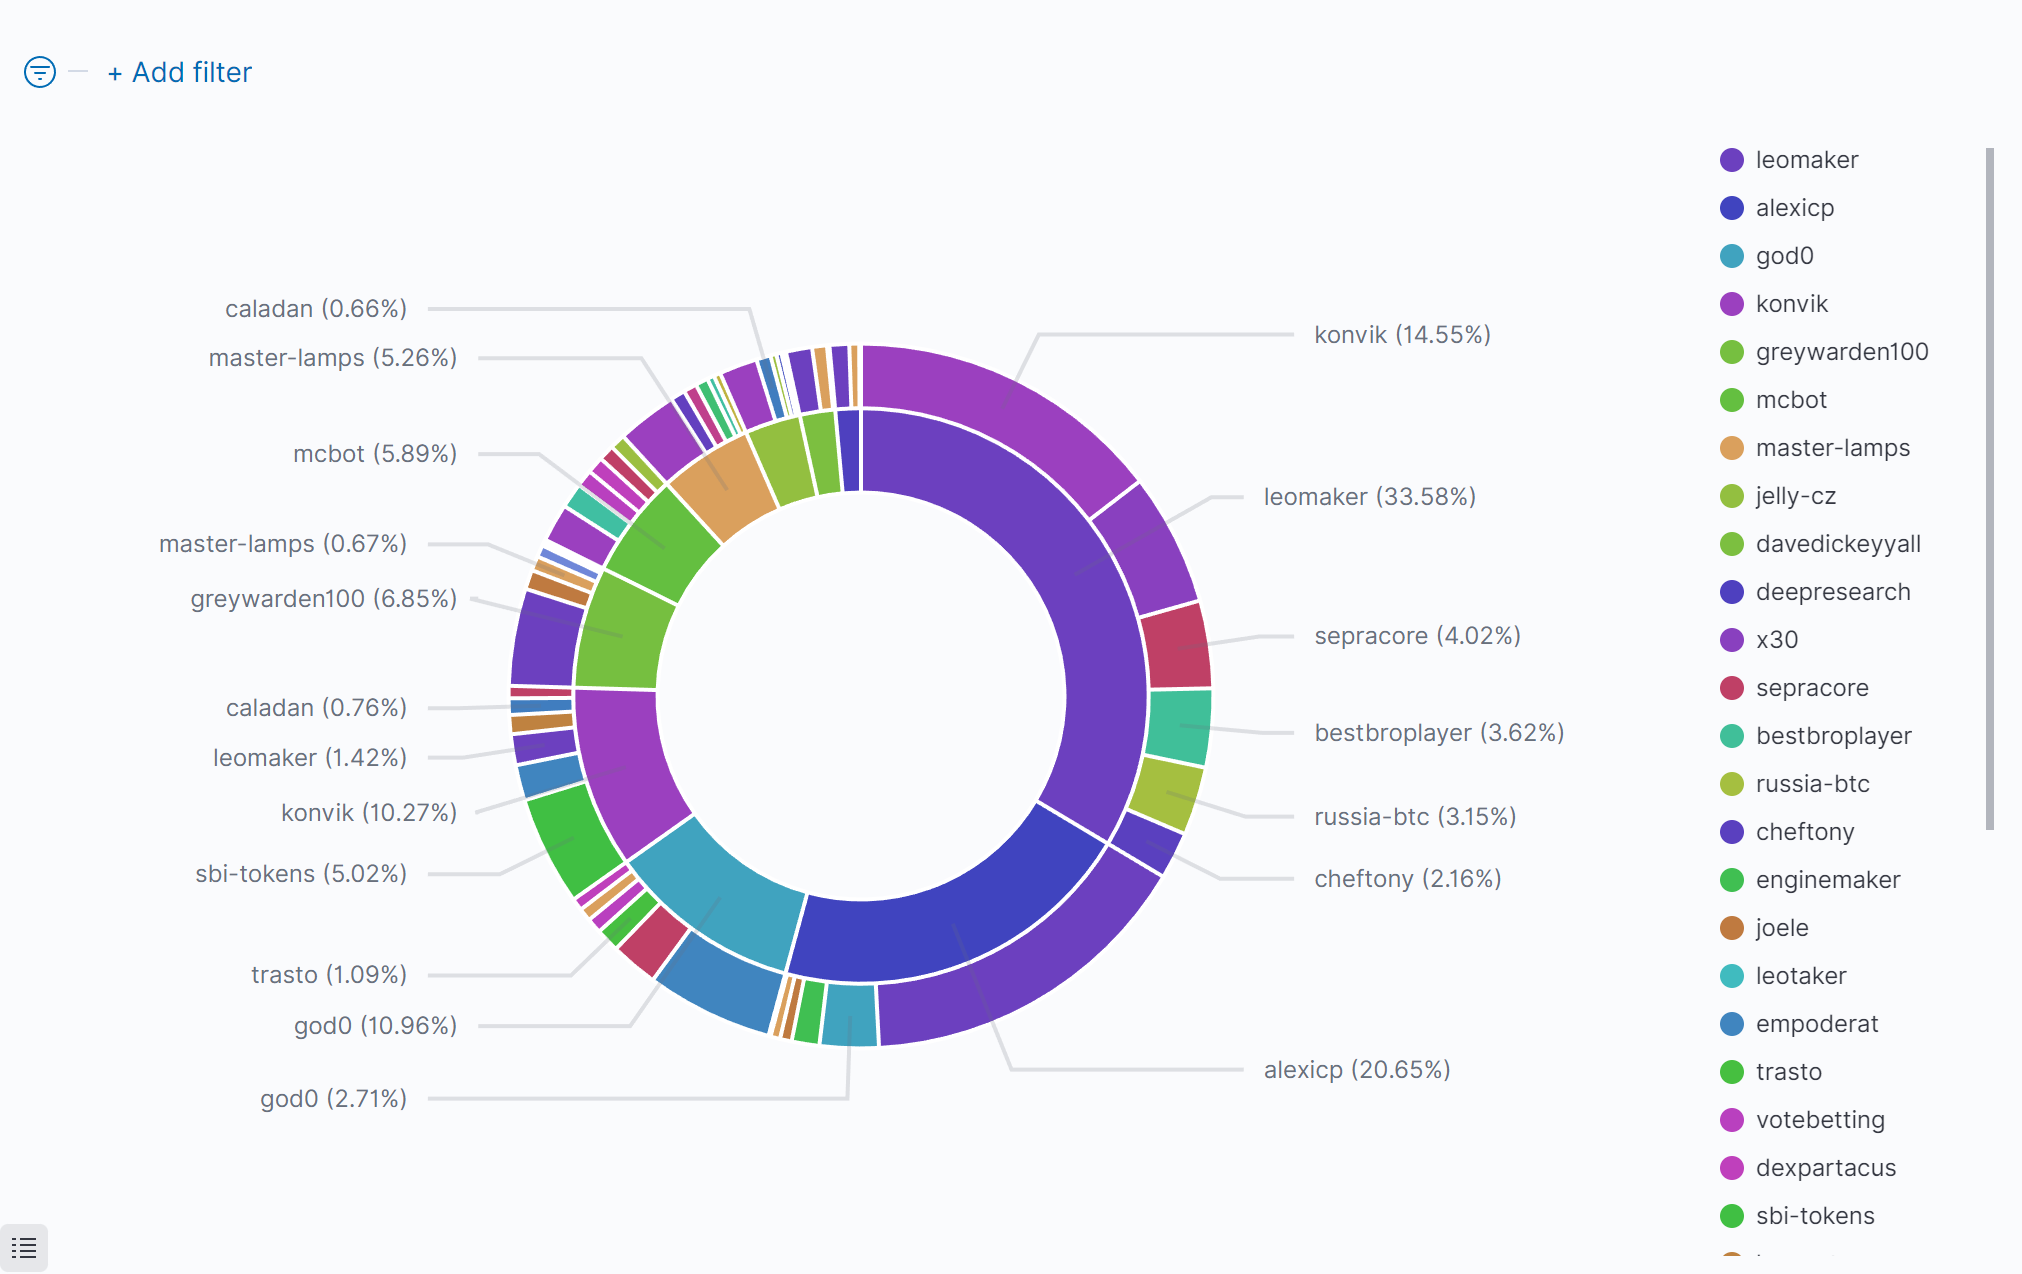 + Add filter
caladan (0.66%)
master-lamps (5.26%)
mcbot (5.89%)
master-lamps (0.67%)
greywarden100 (6.85%)
caladan (0.76%)
leomaker (1.42%)
konvik (10.27%)
sbi-tokens (5.02%)
trasto (1.09%)
god0 (10.96%)
god0 (2.71%)
konvik (14.55%)
leomaker (33.58%)
sepracore (4.02%)
bestbroplayer (3.62%)
russia-btc (3.15%)
cheftony (2.16%)
alexicp (20.65%)
leomaker
alexicp
god0
konvik
greywarden100
mcbot
master-lamps
jelly-cz
davedickeyyall
deepresearch
x30
sepracore
bestbroplayer
russia-btc
cheftony
enginemaker
joele
leotaker
empoderat
trasto
votebetting
dexpartacus
sbi-tokens